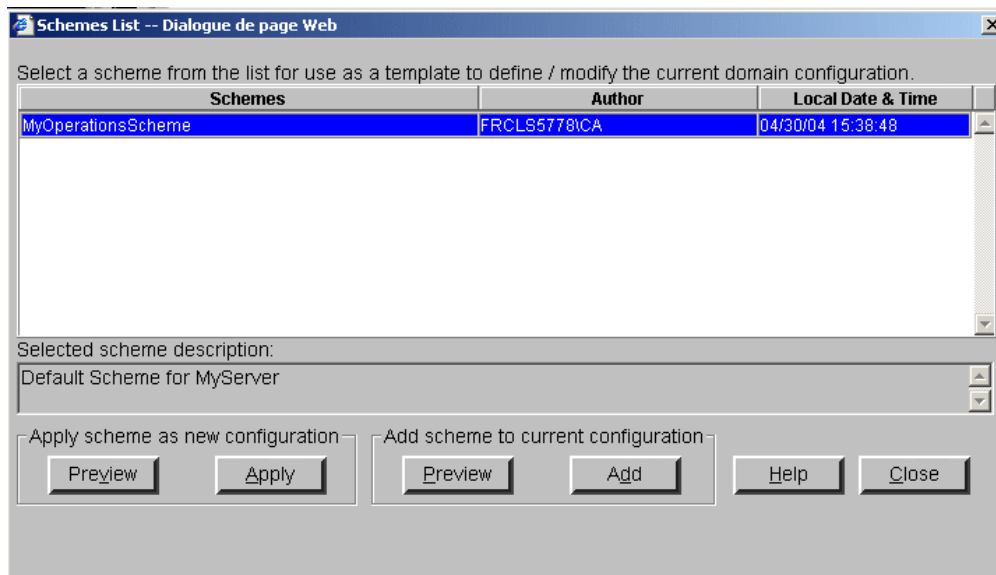 Schemes List -- Dialogue de page Web
Select a scheme from the list for use as a template to define / modify the current domain configuration.
Schemes Author Local Date & Time
MyOperationsScheme FRCLS5778\CA 04/30/04 15:38:48
Selected scheme description:
Default Scheme for MyServer
Apply scheme as new configuration Add scheme to current configuration
Preview Apply Preview Add Help Close